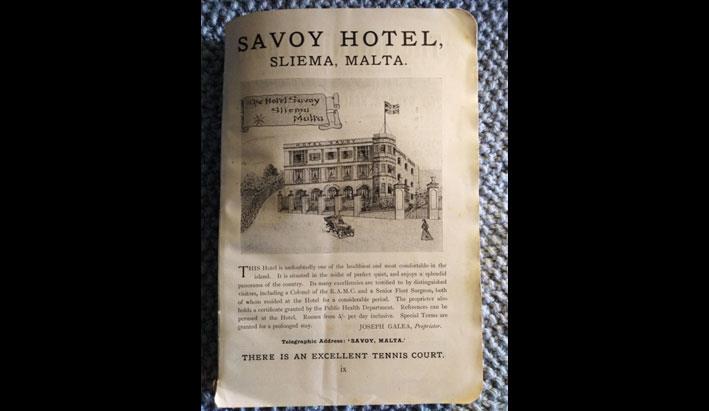 SAVOY HOTEL,
SLIEMA, MALTA.
The Hotel Savoy
Sliema
Malta
HOTEL SAVOY
THIS Hotel is undoubtedly one of the healthiest and most comfortable in the
island. It is situated in the midst of perfect quiet, and enjoys a splendid
panorama of the country. Its many excellencies are testified to by distinguished
visitors, including a Colonel of the R.A.M.C. and a Senior Fleet Surgeon, both
of whom resided at the Hotel for a considerable period. The proprietor also
holds a certificate granted by the Public Health Department. References can be
perused at the Hotel. Rooms from 5/- per day inclusive. Special Terms are
granted for a prolonged stay. JOSEPH GALEA, Proprietor.
Telegraphic Address: 'SAVOY, MALTA.'
THERE IS AN EXCELLENT TENNIS COURT.
ix